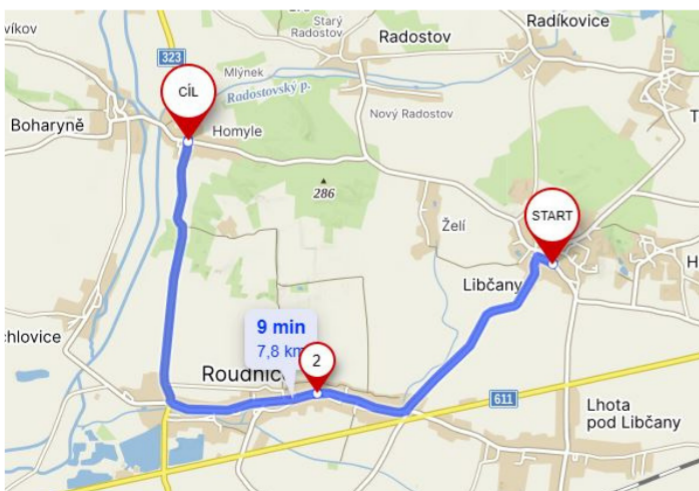 víkov
323
Starý
Radostov
Radostov
Radíkovice
CÍL
Mlýnek
Radostovský p.
Boharyně
Homyle
Nový Radostov
286
START
Želí
Libčany
H
chlovice
9 min
7,8 km
2
Roudnic
611
Lhota
pod Libčany